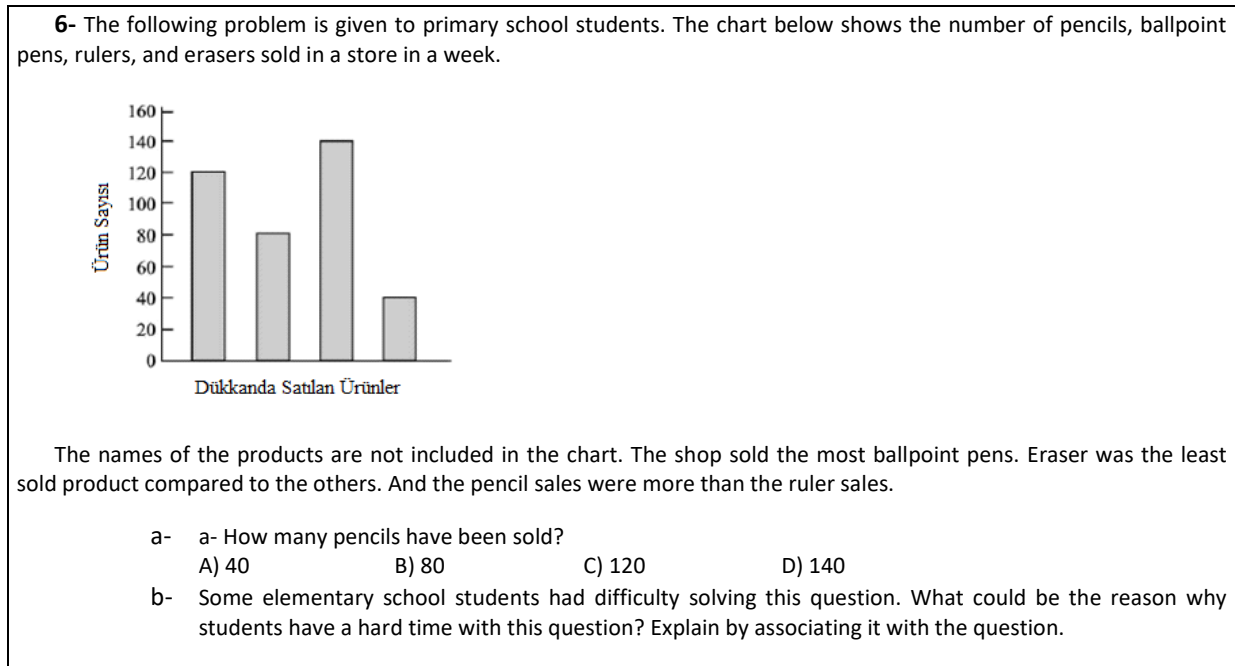 6- The following problem is given to primary school students. The chart below shows the number of pencils, ballpoint
pens, rulers, and erasers sold in a store in a week.
160
140
120
100
80
60
40
20
0
Ürün Sayısı
Dükkanda Satılan Ürünler
The names of the products are not included in the chart. The shop sold the most ballpoint pens. Eraser was the least
sold product compared to the others. And the pencil sales were more than the ruler sales.
a- a- How many pencils have been sold?
A) 40 B) 80 C) 120 D) 140
b- Some elementary school students had difficulty solving this question. What could be the reason why
students have a hard time with this question? Explain by associating it with the question.